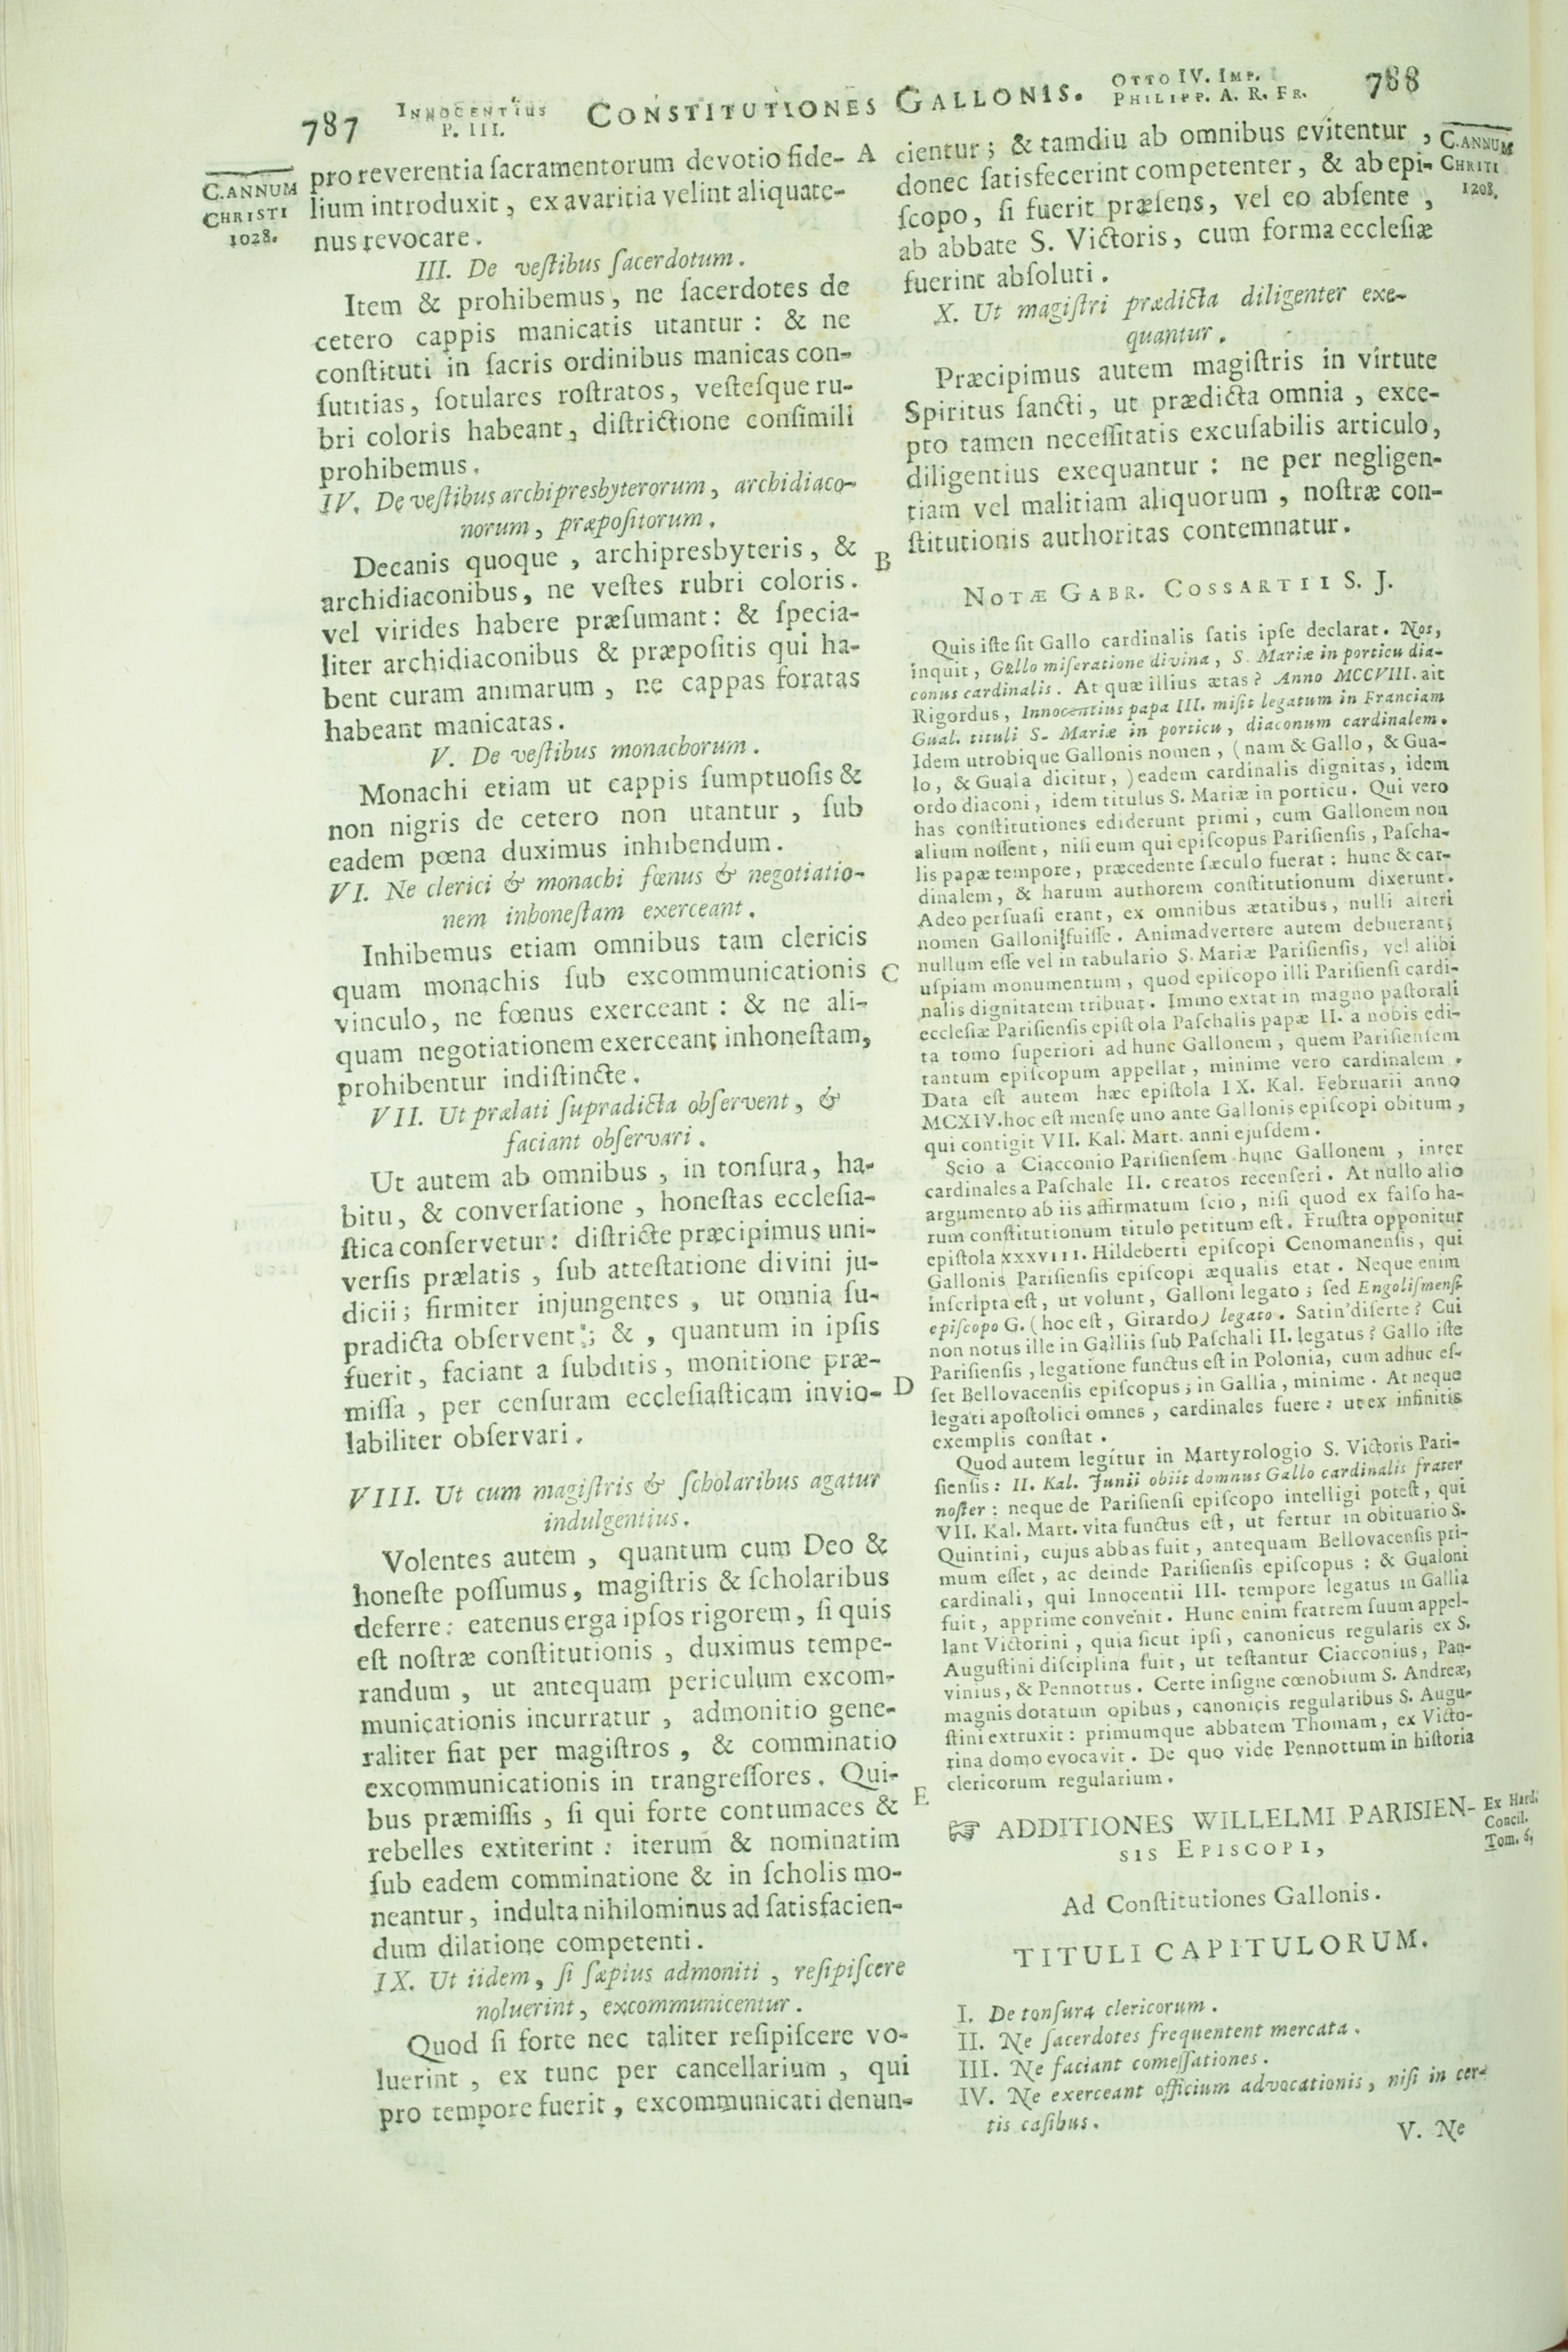 787 INNOCENTIUS P. III. CONSTITUTIONES GALLONIS. OTTO IV. IMP. PHILIPP. A. R. FR. 788
C. ANNUM
CHRISTI
1028.
pro reverentia ſacramentorum devotio fide-
lium introduxit, ex avaritia velint aliquate-
nus revocare.
III. De veſtibus ſacerdotum.
Item & prohibemus, ne ſacerdotes de
cetero cappis manicatis utantur: & ne
conſtituti in ſacris ordinibus manicas con-
ſutitias, ſotulares roſtratos, veſteſque ru-
bri coloris habeant, diſtrictione conſimili
prohibemus.
IV. De veſtibus archipresbyterorum, archidiaco-
norum, præpoſitorum.
Decanis quoque, archipresbyteris, &
archidiaconibus, ne veſtes rubri coloris.
vel virides habere præſumant: & ſpecia-
liter archidiaconibus & præpoſitis qui ha-
bent curam animarum, ne cappas foratas
habeant manicatas.
V. De veſtibus monachorum.
Monachi etiam ut cappis ſumptuoſis &
non nigris de cetero non utantur, ſub
eadem pœna duximus inhibendum.
VI. Ne clerici & monachi fœnus & negotiatio-
nem inhoneſtam exerceant.
Inhibemus etiam omnibus tam clericis
quam monachis ſub excommunicationis
vinculo, ne fœnus exerceant: & ne ali-
quam negotiationem exerceant inhoneſtam,
prohibentur indiſtincte.
VII. Ut prælati ſupradicta obſervent, &
faciant obſervari.
Ut autem ab omnibus, in tonſura, ha-
bitu, & converſatione, honeſtas eccleſia-
ſtica conſervetur: diſtricte præcipimus uni-
verſis prælatis, ſub atteſtatione divini ju-
dicii; firmiter injungentes, ut omnia ſu-
pradicta obſervent; &, quantum in ipſis
fuerit, faciant a ſubditis, monitione præ-
miſſa, per cenſuram eccleſiaſticam invio-
labiliter obſervari.
VIII. Ut cum magiſtris & ſcholaribus agatur
indulgentius.
Volentes autem, quantum cum Deo &
honeſte poſſumus, magiſtris & ſcholaribus
deferre: eatenus erga ipſos rigorem, ſi quis
eſt noſtræ conſtitutionis, duximus tempe-
randum, ut antequam periculum excom-
municationis incurratur, admonitio gene-
raliter fiat per magiſtros, & comminatio
excommunicationis in trangreſſores. Qui-
bus præmiſſis, ſi qui forte contumaces &
rebelles extiterint: iterum & nominatim
ſub eadem comminatione & in ſcholis mo-
neantur, indulta nihilominus ad ſatisfacien-
dum dilatione competenti.
IX. Ut iidem, ſi ſæpius admoniti, reſipiſcere
noluerint, excommunicentur.
Quod ſi forte nec taliter reſipiſcere vo-
luerint, ex tunc per cancellarium, qui
pro tempore fuerit, excommunicati denun-
A
B
C
D
E
cientur; & tamdiu ab omnibus evitentur,
donec ſatisfecerint competenter, & ab epi-
ſcopo, ſi fuerit præſens, vel eo abſente,
ab abbate S. Victoris, cum forma eccleſiæ
fuerint abſoluti.
C. ANNUM
CHRITI
1208.
X. Ut magiſtri prædicta diligenter exe-
quantur.
Præcipimus autem magiſtris in virtute
Spiritus ſancti, ut prædicta omnia, exce-
pto tamen neceſſitatis excuſabilis articulo,
diligentius exequantur: ne per negligen-
tiam vel malitiam aliquorum, noſtræ con-
ſtitutionis authoritas contemnatur.
NOTÆ GABR. COSSARTII S. J.
Quis iſte ſit Gallo cardinalis ſatis ipſe declarat. Nos,
inquit, Gallo miſeratione divina, S. Mariæ in porticu dia-
conus cardinalis. At quæ illius ætas? Anno MCCVIII. ait
Rigordus, Innocentius papa III. miſit legatum in Franciam
Gual. tituli S. Mariæ in porticu, diaconum cardinalem.
Idem utrobique Gallonis nomen, (nam & Gallo, & Gua-
lo, & Guala dicitur,) eadem cardinalis dignitas, idem
ordo diaconi, idem titulus S. Mariæ in porticu. Qui vero
has conſtitutiones ediderunt primi, cum Gallonem non
alium noſſent, niſi eum qui epiſcopus Pariſienſis, Paſcha-
lis papæ tempore, præcedente ſæculo fuerat: hunc & car-
dinalem, & harum authorem conſtitutionum dixerunt.
Adeo perſuaſi erant, ex omnibus ætatibus, nulli alteri
nomen Galloni fuiſſe. Animadvertere autem debuerant;
nullum eſſe vel in tabulario S. Mariæ Pariſienſis, vel alibi
uſpiam monumentum, quod epiſcopo illi Pariſienſi cardi-
nalis dignitatem tribuat. Immo extat in magno paſtorali
eccleſiæ Pariſienſis epiſtola Paſchalis papæ II. a nobis edi-
ta tomo ſuperiori ad hunc Gallonem, quem Pariſienſem
tantum epiſcopum appellat, minime vero cardinalem.
Data eſt autem hæc epiſtola IX. Kal. Februarii anno
MCXIV. hoc eſt menſe uno ante Gallonis epiſcopi obitum,
qui contigit VII. Kal. Mart. anni ejuſdem.
Scio a Ciacconio Pariſienſem hunc Gallonem, inter
cardinales a Paſchale II. creatos recenſeri. At nullo alio
argumento ab iis affirmatum ſcio, niſi quod ex falſo ha-
rum conſtitutionum titulo petitum eſt. Fruſtra opponitur
epiſtola XXXVIII. Hildeberti epiſcopi Cenomanenſis, qui
Gallonis Pariſienſis epiſcopi æqualis erat. Neque enim
inſcripta eſt, ut volunt, Galloni legato; ſed Engoliſmenſi
epiſcopo G. (hoc eſt, Girardo) legato. Satin' diſerte? Cui
non notus ille in Galliis ſub Paſchali II. legatus? Gallo iſte
Pariſienſis, legatione functus eſt in Polonia, cum adhuc eſ-
ſet Bellovacenſis epiſcopus; in Gallia, minime. At neque
legati apoſtolici omnes, cardinales fuere: ut ex infinitis
exemplis conſtat.
Quod autem legitur in Martyrologio S. Victoris Pari-
ſienſis: II. Kal. Junii obiit domnus Gallo cardinalis frater
noſter: neque de Pariſienſi epiſcopo intelligi poteſt, qui
VII. Kal. Mart. vita functus eſt, ut fertur in obituario S.
Quintini, cujus abbas fuit, antequam Bellovacenſis pri-
mum eſſet, ac deinde Pariſienſis epiſcopus: & Gualoni
cardinali, qui Innocentii III. tempore legatus in Gallia
fuit, apprime convenit. Hunc enim fratrem ſuum appel-
lant Victorini, quia ſicut ipſi, canonicus regularis ex S.
Auguſtini diſciplina fuit, ut teſtantur Ciacconius, Pan-
vinius, & Pennottus. Certe inſigne cœnobium S. Andreæ,
magnis dotatum opibus, canonicis regularibus S. Augu-
ſtini extruxit: primumque abbatem Thomam, ex Victo-
rina domo evocavit. De quo vide Pennottum in hiſtoria
clericorum regularium.
☞ ADDITIONES WILLELMI PARISIEN-
SIS EPISCOPI,
Ex Hard.
Concil.
Tom. 6.
Ad Conſtitutiones Gallonis.
TITULI CAPITULORUM.
I. De tonſura clericorum.
II. Ne ſacerdotes frequentent mercata.
III. Ne faciant comeſſationes.
IV. Ne exerceant officium advocationis, niſi in cer-
tis caſibus.
V. Ne